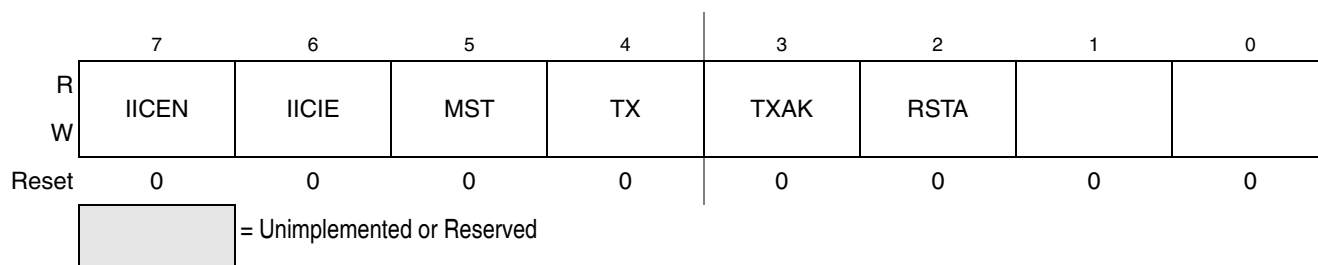 7 6 5 4 3 2 1 0
R
IICEN IICIE MST TX TXAK RSTA
W
Reset 0 0 0 0 0 0 0 0
= Unimplemented or Reserved